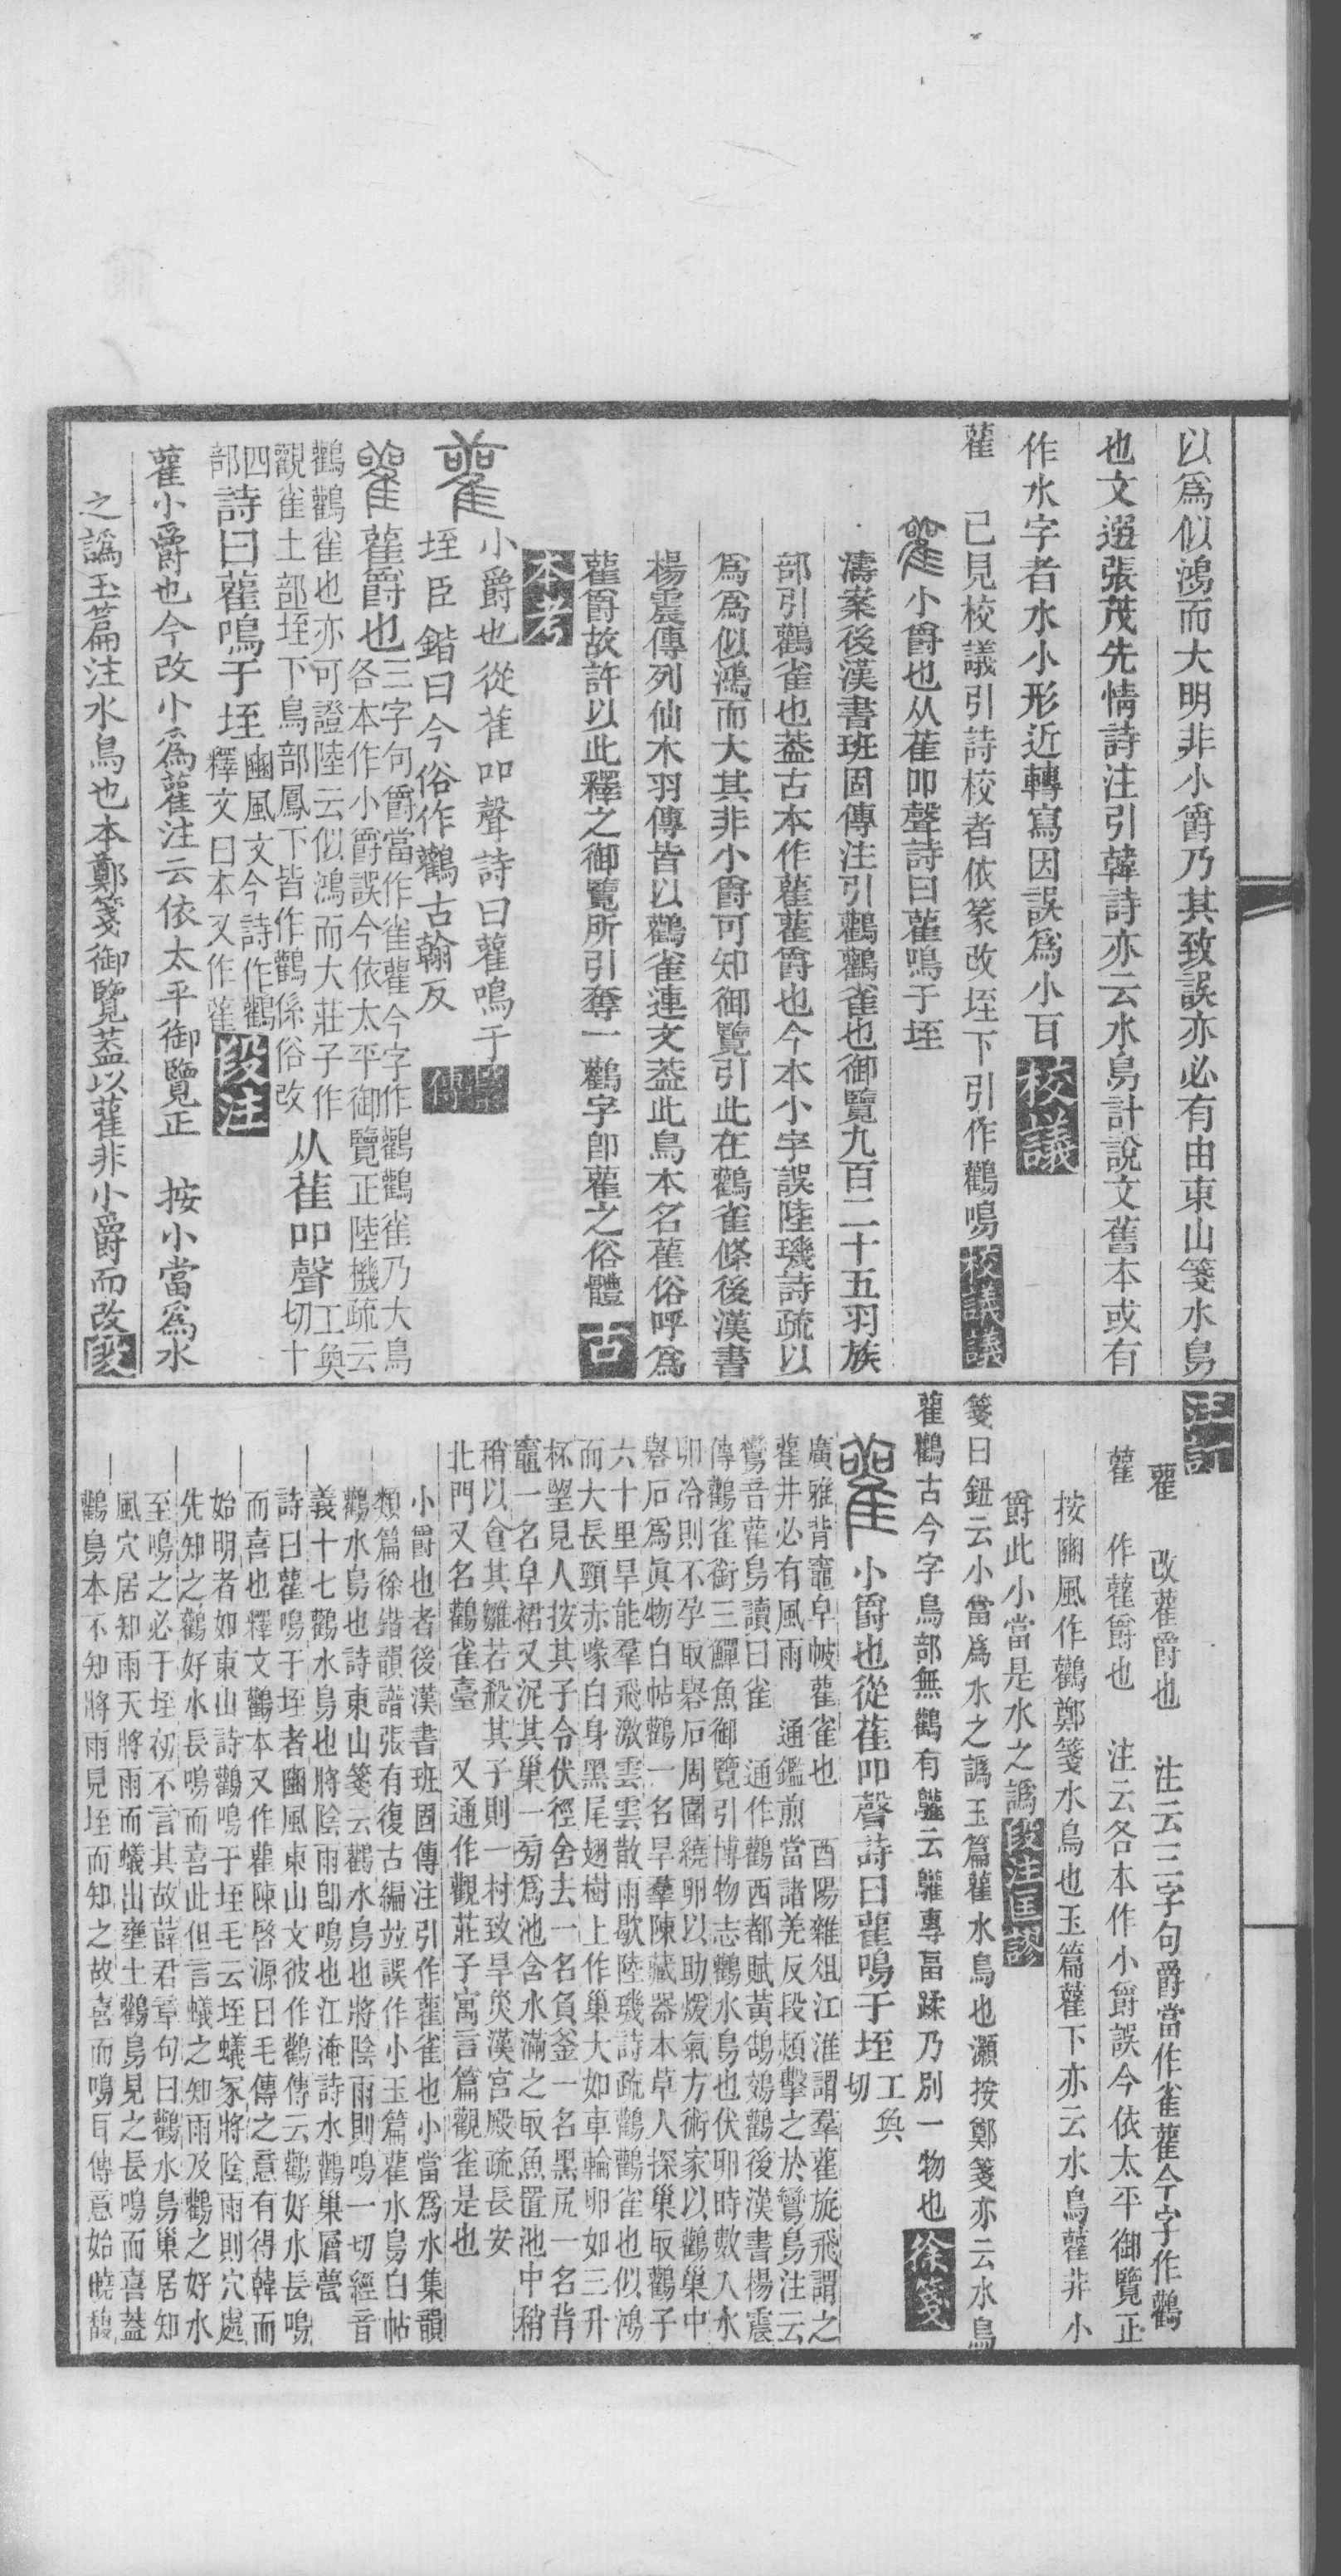 以爲似鴻而大明非小爵乃其致誤亦必有由東山箋水鳥
也文選張茂先情詩注引韓詩亦云水鳥計說文舊本或有
作水字者水小形近轉寫因誤爲小耳校議
雚　已見校議引詩校者依篆改垤下引作鸛鳴校議議
雚小爵也从萑吅聲詩曰雚鳴于垤
濤案後漢書班固傳注引鸛鸛雀也御覽九百二十五羽族
部引鸛雀也葢古本作雚雚爵也今本小字誤陸璣詩疏以
爲爲似鴻而大其非小爵可知御覽引此在鸛雀條後漢書
楊震傳列仙木羽傳皆以鸛雀連文葢此鳥本名雚俗呼爲
雚爵故許以此釋之御覽所引奪一鸛字卽雚之俗體　古
本考
雚小爵也從萑吅聲詩曰雚鳴于
垤臣鍇曰今俗作鸛古翰反繫傳
雚雚爵也三字句爵當作雀雚今字作鸛鸛雀乃大鳥
各本作小爵誤今依太平御覽正陸機疏云
鸛鸛雀也亦可證陸云似鴻而大莊子作
觀雀土部垤下鳥部鳳下皆作鸛係俗改从萑吅聲工奐切十
四部詩曰雚鳴于垤豳風文今詩作鸛
釋文曰本又作雚段注
雚小爵也今改小爲雚注云依太平御覽正　按小當爲水
之譌玉篇注水鳥也本鄭箋御覽葢以雚非小爵而改段
注訂
雚　改雚爵也　注云三字句爵當作雀雚今字作鸛
雚　作雚爵也　注云各本作小爵誤今依太平御覽正
按豳風作鸛鄭箋水鳥也玉篇雚下亦云水鳥雚非小
爵此小當是水之譌段注匡謬
箋曰鈕云小當爲水之譌玉篇雚水鳥也灝按鄭箋亦云水鳥
雚鸛古今字鳥部無鸛有云專畐蹂乃別一物也徐箋
雚小爵也從萑吅聲詩曰雚鳴于垤工奐切
廣雅背竈皁帔雚雀也　酉陽雜俎江淮謂羣雚旋飛謂之
雚井必有風雨　通鑑煎當諸羌反段熲擊之於鸞鳥注云
鸞音雚鳥讀曰雀　通作鸛西都賦黃鵠鵁鸛後漢書楊震
傳鸛雀銜三鱓魚御覽引博物志鸛水鳥也伏卵時數入水
卵冷則不孕取礜石周圍繞卵以助煖氣方術家以鸛巢中
礜石爲眞物白帖鸛一名旱羣陳藏器本草人探巢取鸛子
六十里旱能羣飛激雲雲散雨歇陸璣詩疏鸛鸛雀也似鴻
而大長頸赤喙白身黑尾翅樹上作巢大如車輪卵如三升
杯望見人按其子令伏徑舍去一名負釜一名黑尻一名背
竈一名皁裙又泥其巢一旁爲池含水滿之取魚置池中稍
稍以食其雛若殺其子則一村致旱災漢宮殿疏長安
北門又名鸛雀臺　又通作觀莊子寓言篇觀雀是也
小爵也者後漢書班固傳注引作雚雀也小當爲水集韻
類篇徐鍇韻譜張有復古編竝誤作小玉篇雚水鳥白帖
鸛水鳥也詩東山箋云鸛水鳥也將陰雨則鳴一切經音
義十七鸛水鳥也將陰雨卽鳴也江淹詩水鸛巢層甍
詩曰雚鳴于垤者豳風東山文彼作鸛傳云鸛好水長鳴
而喜也釋文鸛本又作雚陳啓源曰毛傳之意有得韓而
始明者如東山詩鸛鳴于垤毛云垤蟻冢將陰雨則穴處
先知之鸛好水長鳴而喜此但言蟻之知雨及鸛之好水
至鳴之必于垤初不言其故薛君章句曰鸛水鳥巢居知
風穴居知雨天將雨而蟻出壅土鸛鳥見之長鳴而喜葢
鸛鳥本不知將雨見垤而知之故喜而鳴耳傳意始曉馥